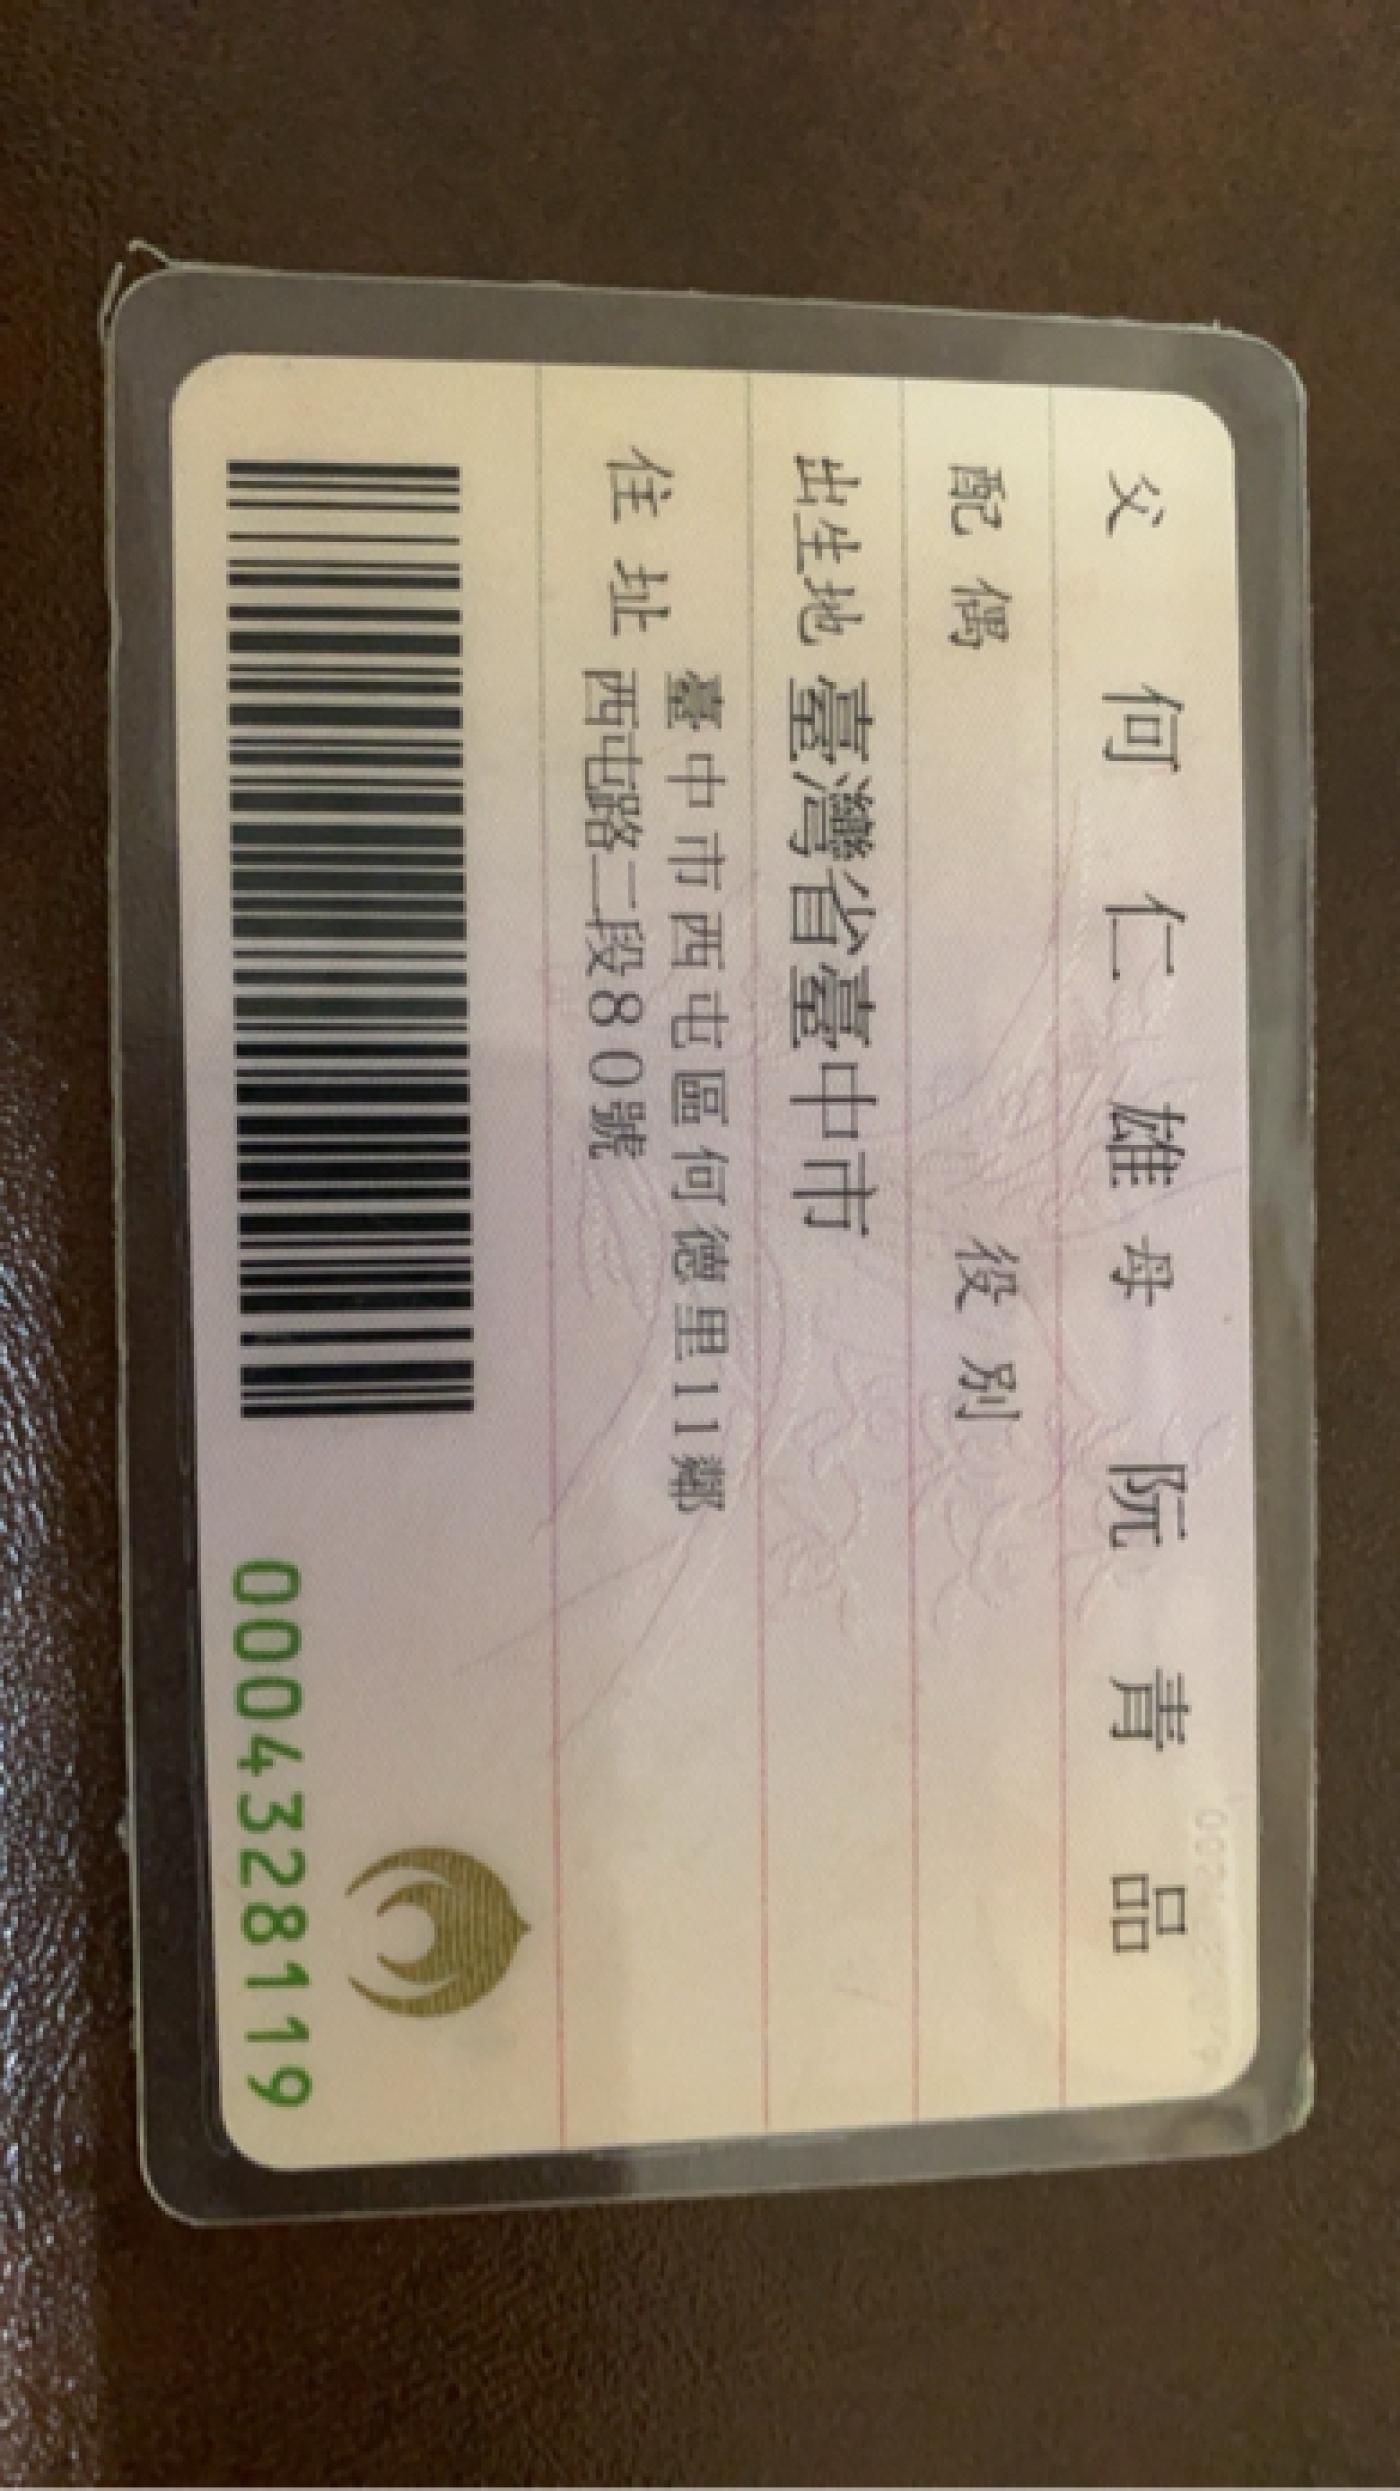 父 何仁雄 母 阮青品
配偶 役別
出生地 臺灣省臺中市
住址 臺中市西屯區何德里11鄰
西屯路二段80號
0004328119